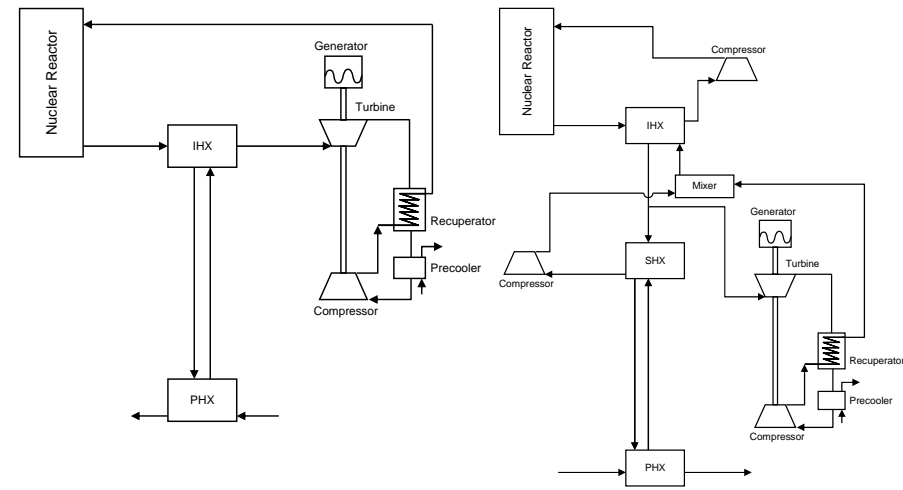 Nuclear Reactor
Generator
Turbine
IHX
Recuperator
Precooler
Compressor
PHX
Nuclear Reactor
Compressor
IHX
Mixer
Generator
SHX
Turbine
Compressor
Recuperator
Precooler
Compressor
PHX